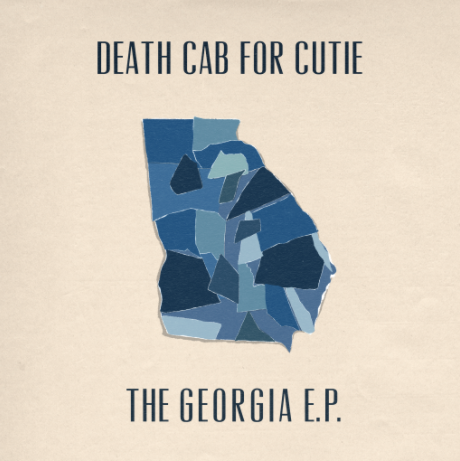 DEATH CAB FOR CUTIE
THE GEORGIA E.P.